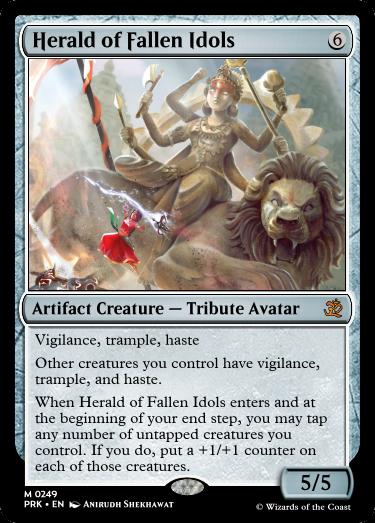 Herald of Fallen Idols 6
Artifact Creature — Tribute Avatar
Vigilance, trample, haste
Other creatures you control have vigilance,
trample, and haste.
When Herald of Fallen Idols enters and at
the beginning of your end step, you may tap
any number of untapped creatures you
control. If you do, put a +1/+1 counter on
each of those creatures.
5/5
M 0249
PRK • EN Anirudh Shekhawat
© Wizards of the Coast